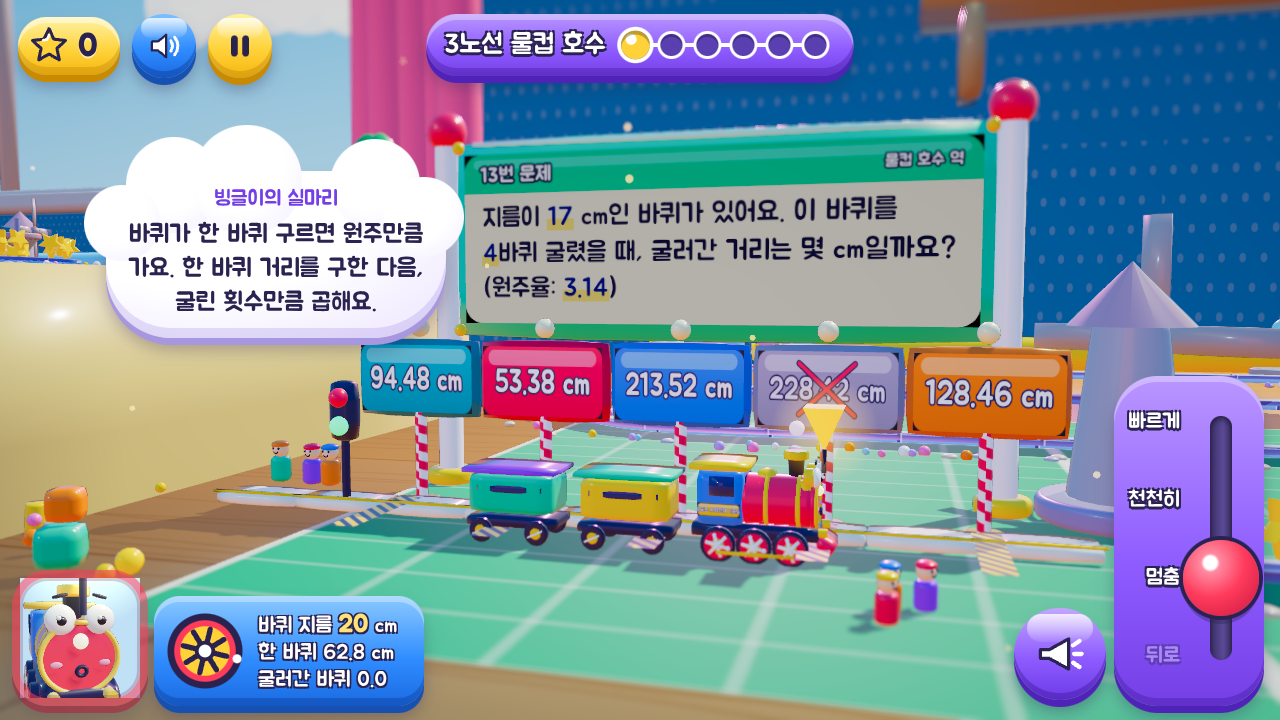 0
3노선 물컵 호수
13번 문제
물컵 호수 역
지름이 17 cm인 바퀴가 있어요. 이 바퀴를
4바퀴 굴렸을 때, 굴러간 거리는 몇 cm일까요?
(원주율: 3.14)
빙글이의 실마리
바퀴가 한 바퀴 구르면 원주만큼
가요. 한 바퀴 거리를 구한 다음,
굴린 횟수만큼 곱해요.
94.48 cm
53.38 cm
213.52 cm
cm
128.46 cm
빠르게
천천히
멈춤
뒤로
바퀴 지름 20 cm
한 바퀴 62.8 cm
굴러간 바퀴 0.0